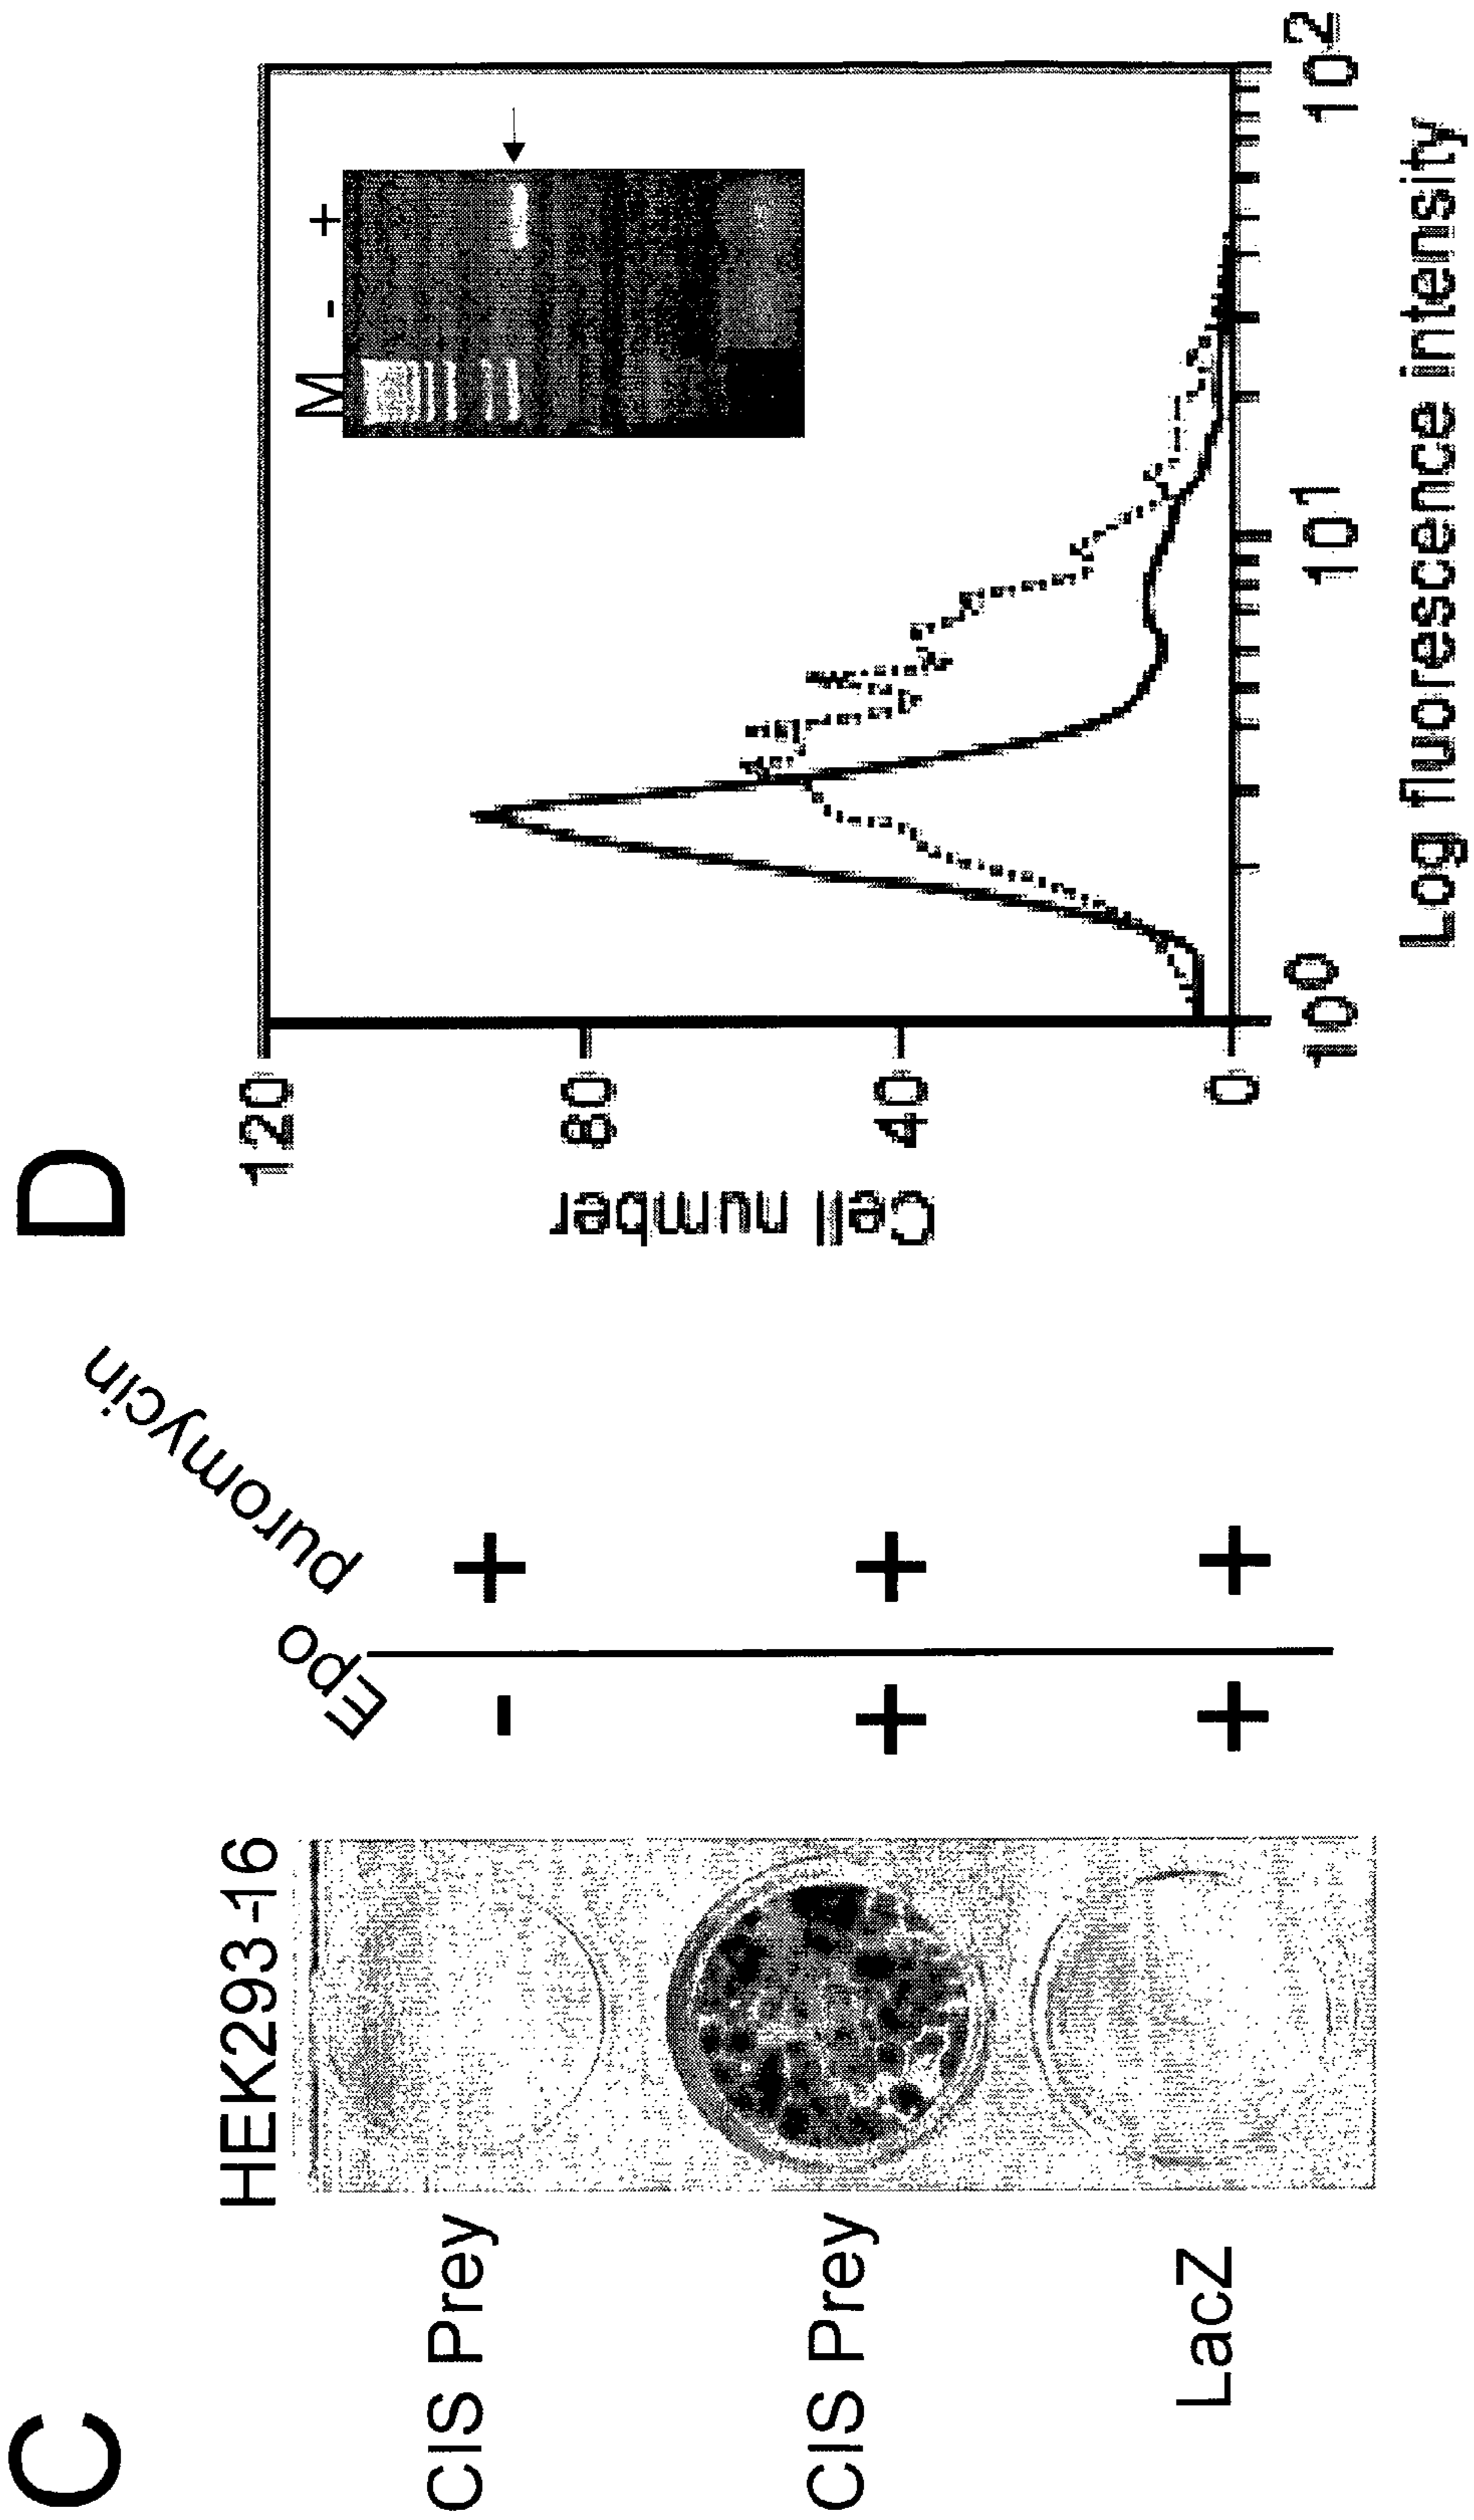 C
HEK293-16
Epo
puromycin
CIS Prey
- +
CIS Prey
+ +
LacZ
+ +
D
M - +
120
80
40
0
Cell number
10⁰ 10¹ 10²
Log fluorescence intensity